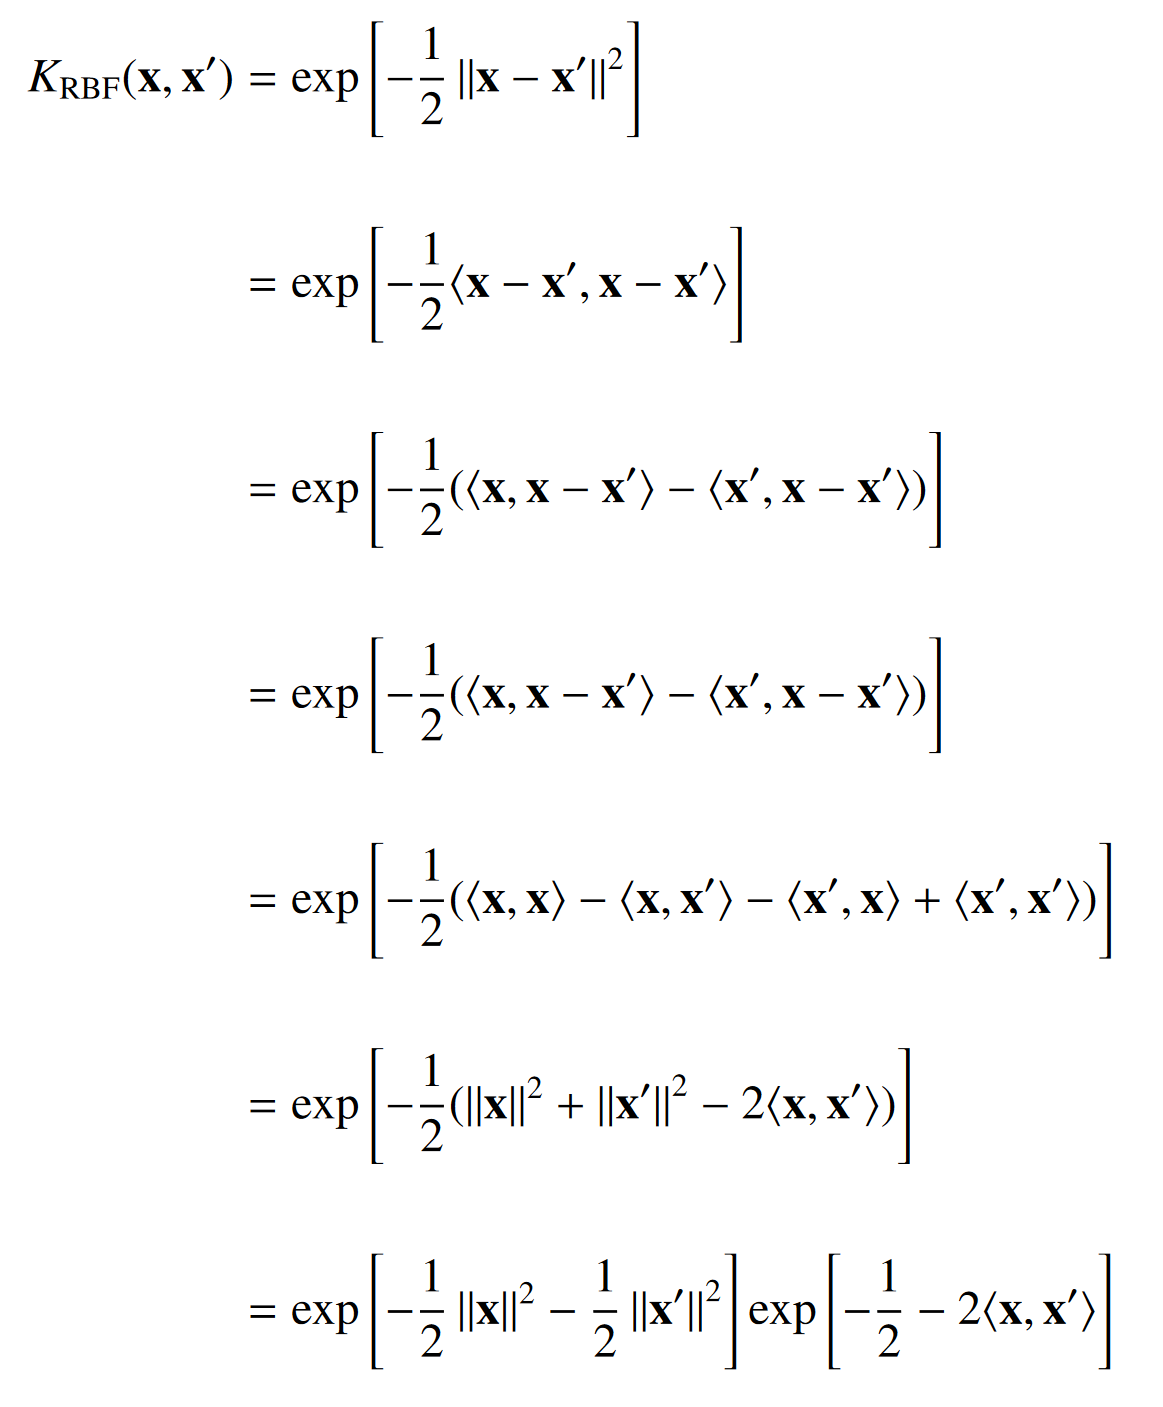 K_RBF(𝐱, 𝐱′) = exp[−1/2 ‖𝐱 − 𝐱′‖²]
= exp[−1/2⟨𝐱 − 𝐱′, 𝐱 − 𝐱′⟩]
= exp[−1/2(⟨𝐱, 𝐱 − 𝐱′⟩ − ⟨𝐱′, 𝐱 − 𝐱′⟩)]
= exp[−1/2(⟨𝐱, 𝐱 − 𝐱′⟩ − ⟨𝐱′, 𝐱 − 𝐱′⟩)]
= exp[−1/2(⟨𝐱, 𝐱⟩ − ⟨𝐱, 𝐱′⟩ − ⟨𝐱′, 𝐱⟩ + ⟨𝐱′, 𝐱′⟩)]
= exp[−1/2(‖𝐱‖² + ‖𝐱′‖² − 2⟨𝐱, 𝐱′⟩)]
= exp[−1/2 ‖𝐱‖² − 1/2 ‖𝐱′‖²] exp[−1/2 − 2⟨𝐱, 𝐱′⟩]